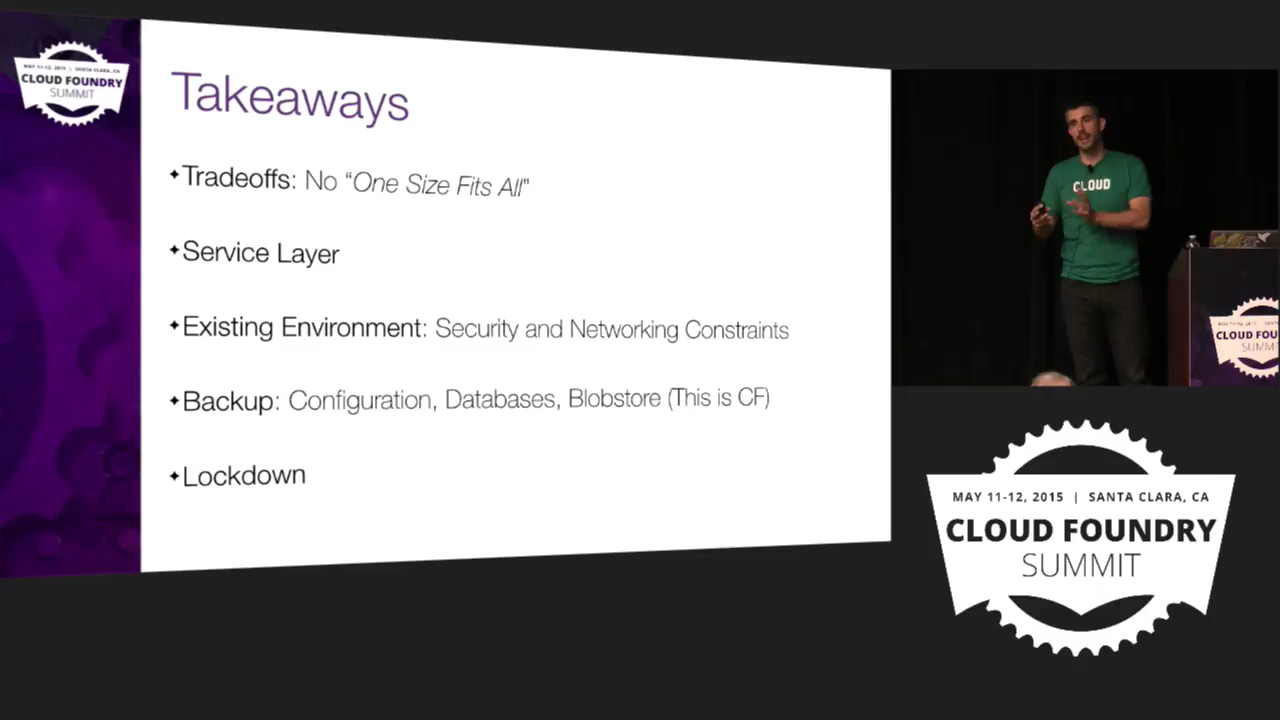 MAY 11-12, 2015 | SANTA CLARA, CA
CLOUD FOUNDRY
SUMMIT
Takeaways
Tradeoffs: No “One Size Fits All”
Service Layer
Existing Environment: Security and Networking Constraints
Backup: Configuration, Databases, Blobstore (This is CF)
Lockdown
CLOUD
CLOUD FOU
SUMM
MAY 11-12, 2015 | SANTA CLARA, CA
CLOUD FOUNDRY
SUMMIT